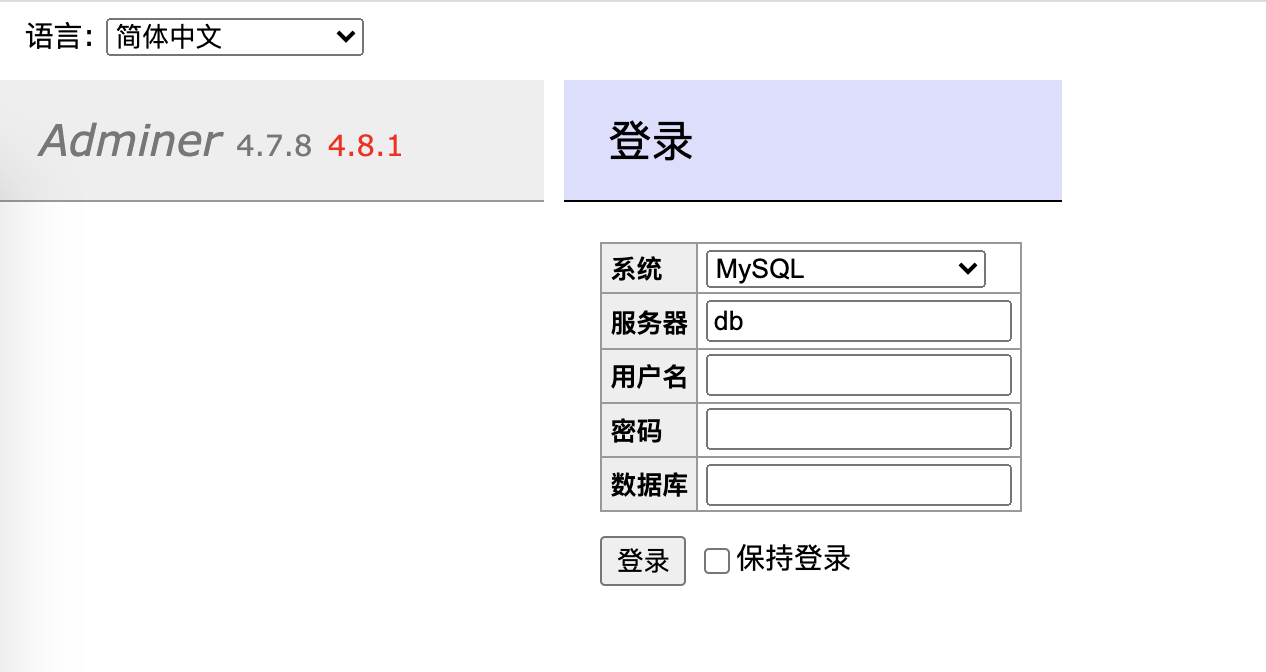 语言: 简体中文
Adminer 4.7.8 4.8.1
登录
系统 MySQL
服务器 db
用户名
密码
数据库
登录 保持登录